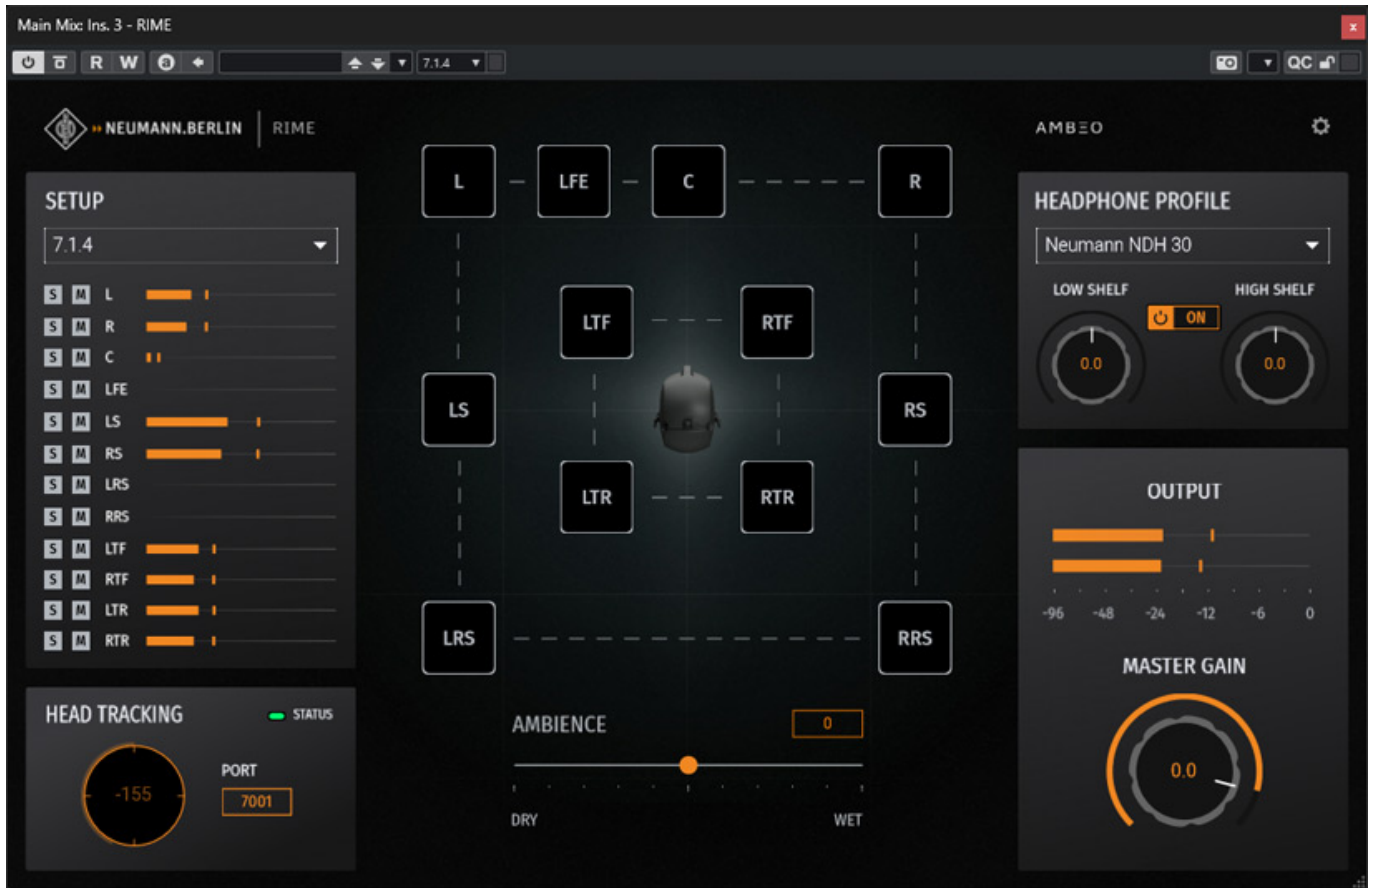 Main Mix: Ins. 3 - RIME
x
R W a 7.1.4 QC
NEUMANN.BERLIN RIME
AMBEO
SETUP
7.1.4
S M L
S M R
S M C
S M LFE
S M LS
S M RS
S M LRS
S M RRS
S M LTF
S M RTF
S M LTR
S M RTR
HEAD TRACKING
STATUS
-155
PORT
7001
L LFE C R
LTF RTF
LS RS
LTR RTR
LRS RRS
AMBIENCE 0
DRY WET
HEADPHONE PROFILE
Neumann NDH 30
LOW SHELF HIGH SHELF
ON
0.0 0.0
OUTPUT
-96 -48 -24 -12 -6 0
MASTER GAIN
0.0